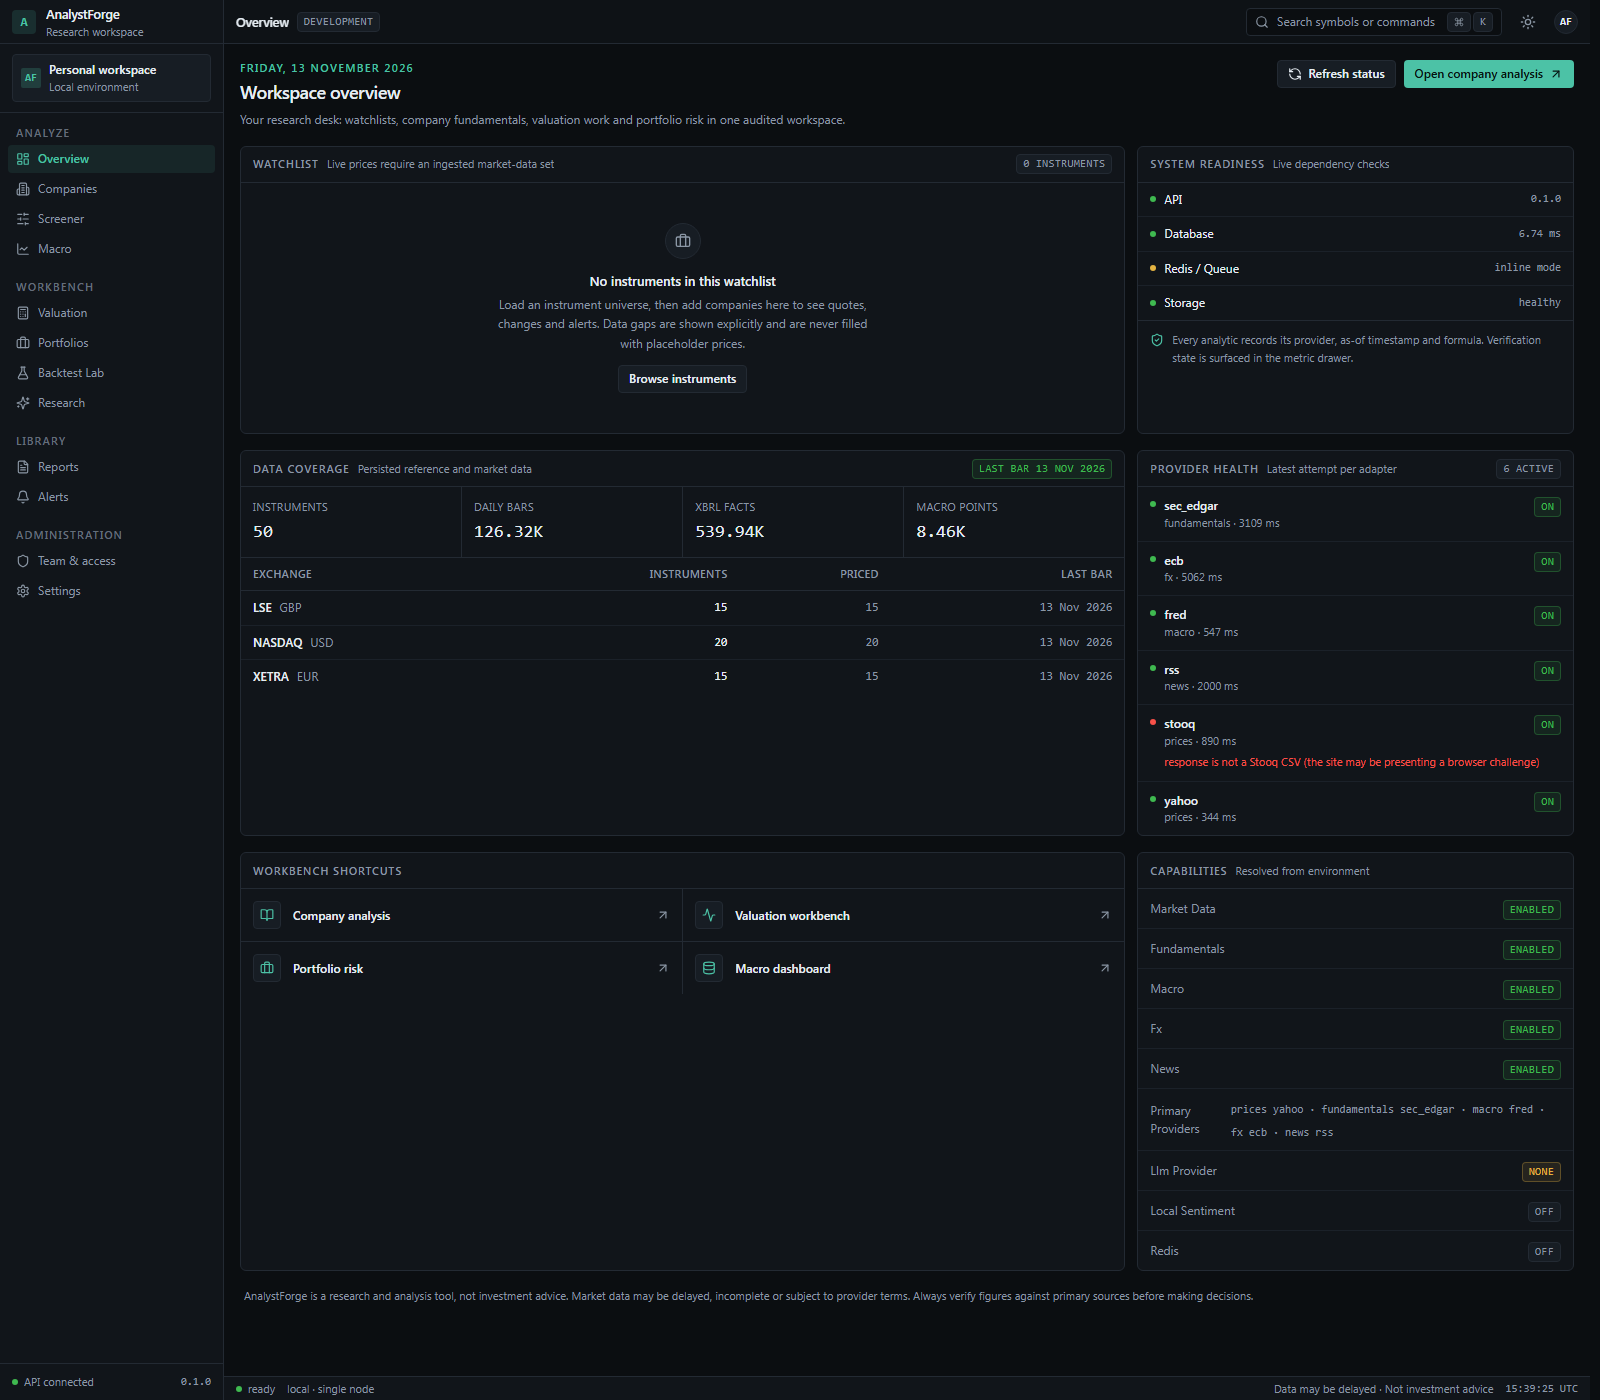 A
AnalystForge
Research workspace
Overview
DEVELOPMENT
Search symbols or commands
⌘
K
AF
AF
Personal workspace
Local environment
ANALYZE
Overview
Companies
Screener
Macro
WORKBENCH
Valuation
Portfolios
Backtest Lab
Research
LIBRARY
Reports
Alerts
ADMINISTRATION
Team & access
Settings
API connected
0.1.0
FRIDAY, 13 NOVEMBER 2026
Workspace overview
Your research desk: watchlists, company fundamentals, valuation work and portfolio risk in one audited workspace.
Refresh status
Open company analysis
WATCHLIST Live prices require an ingested market-data set
0 INSTRUMENTS
No instruments in this watchlist
Load an instrument universe, then add companies here to see quotes,
changes and alerts. Data gaps are shown explicitly and are never filled
with placeholder prices.
Browse instruments
SYSTEM READINESS Live dependency checks
API 0.1.0
Database 6.74 ms
Redis / Queue inline mode
Storage healthy
Every analytic records its provider, as-of timestamp and formula. Verification
state is surfaced in the metric drawer.
DATA COVERAGE Persisted reference and market data
LAST BAR 13 NOV 2026
INSTRUMENTS DAILY BARS XBRL FACTS MACRO POINTS
50 126.32K 539.94K 8.46K
EXCHANGE INSTRUMENTS PRICED LAST BAR
LSE GBP 15 15 13 Nov 2026
NASDAQ USD 20 20 13 Nov 2026
XETRA EUR 15 15 13 Nov 2026
PROVIDER HEALTH Latest attempt per adapter
6 ACTIVE
sec_edgar ON
fundamentals · 3109 ms
ecb ON
fx · 5062 ms
fred ON
macro · 547 ms
rss ON
news · 2000 ms
stooq ON
prices · 890 ms
response is not a Stooq CSV (the site may be presenting a browser challenge)
yahoo ON
prices · 344 ms
WORKBENCH SHORTCUTS
Company analysis
Valuation workbench
Portfolio risk
Macro dashboard
CAPABILITIES Resolved from environment
Market Data ENABLED
Fundamentals ENABLED
Macro ENABLED
Fx ENABLED
News ENABLED
Primary
Providers
prices yahoo · fundamentals sec_edgar · macro fred ·
fx ecb · news rss
Llm Provider NONE
Local Sentiment OFF
Redis OFF
AnalystForge is a research and analysis tool, not investment advice. Market data may be delayed, incomplete or subject to provider terms. Always verify figures against primary sources before making decisions.
ready local · single node
Data may be delayed · Not investment advice 15:39:25 UTC